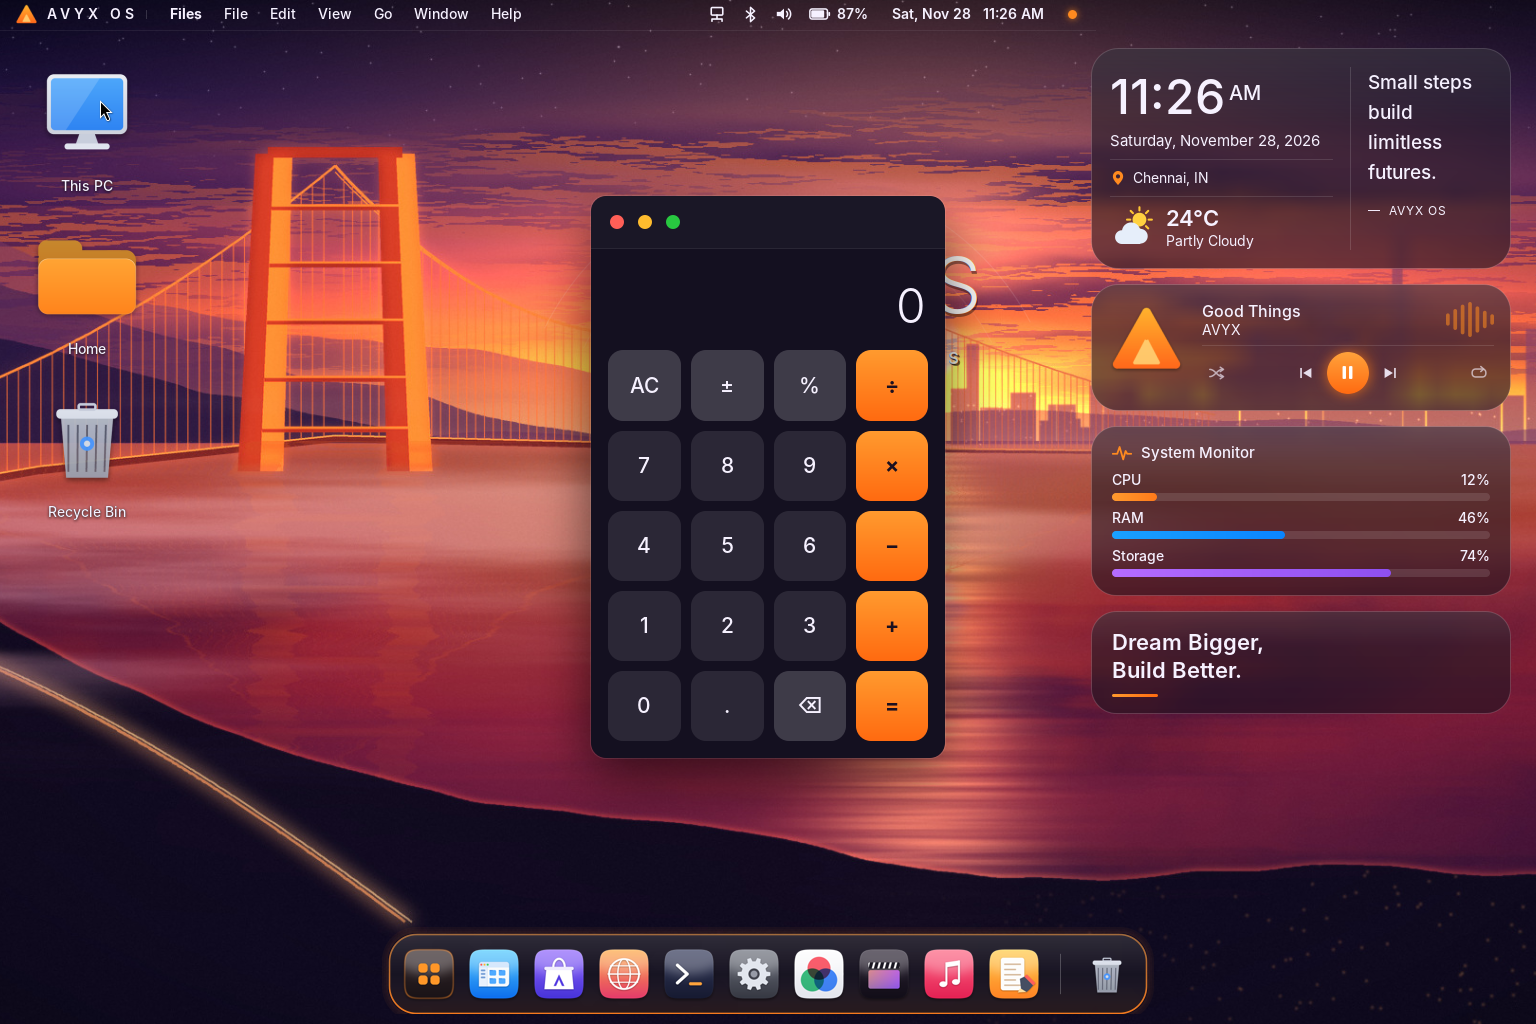 AVYX OS Files File Edit View Go Window Help 87% Sat, Nov 28 11:26 AM
This PC
Home
Recycle Bin
0
AC ± % ÷
7 8 9 ×
4 5 6 −
1 2 3 +
0 . =
S
s
11:26 AM
Saturday, November 28, 2026
Chennai, IN
24°C
Partly Cloudy
Small steps
build
limitless
futures.
— AVYX OS
Good Things
AVYX
System Monitor
CPU 12%
RAM 46%
Storage 74%
Dream Bigger,
Build Better.